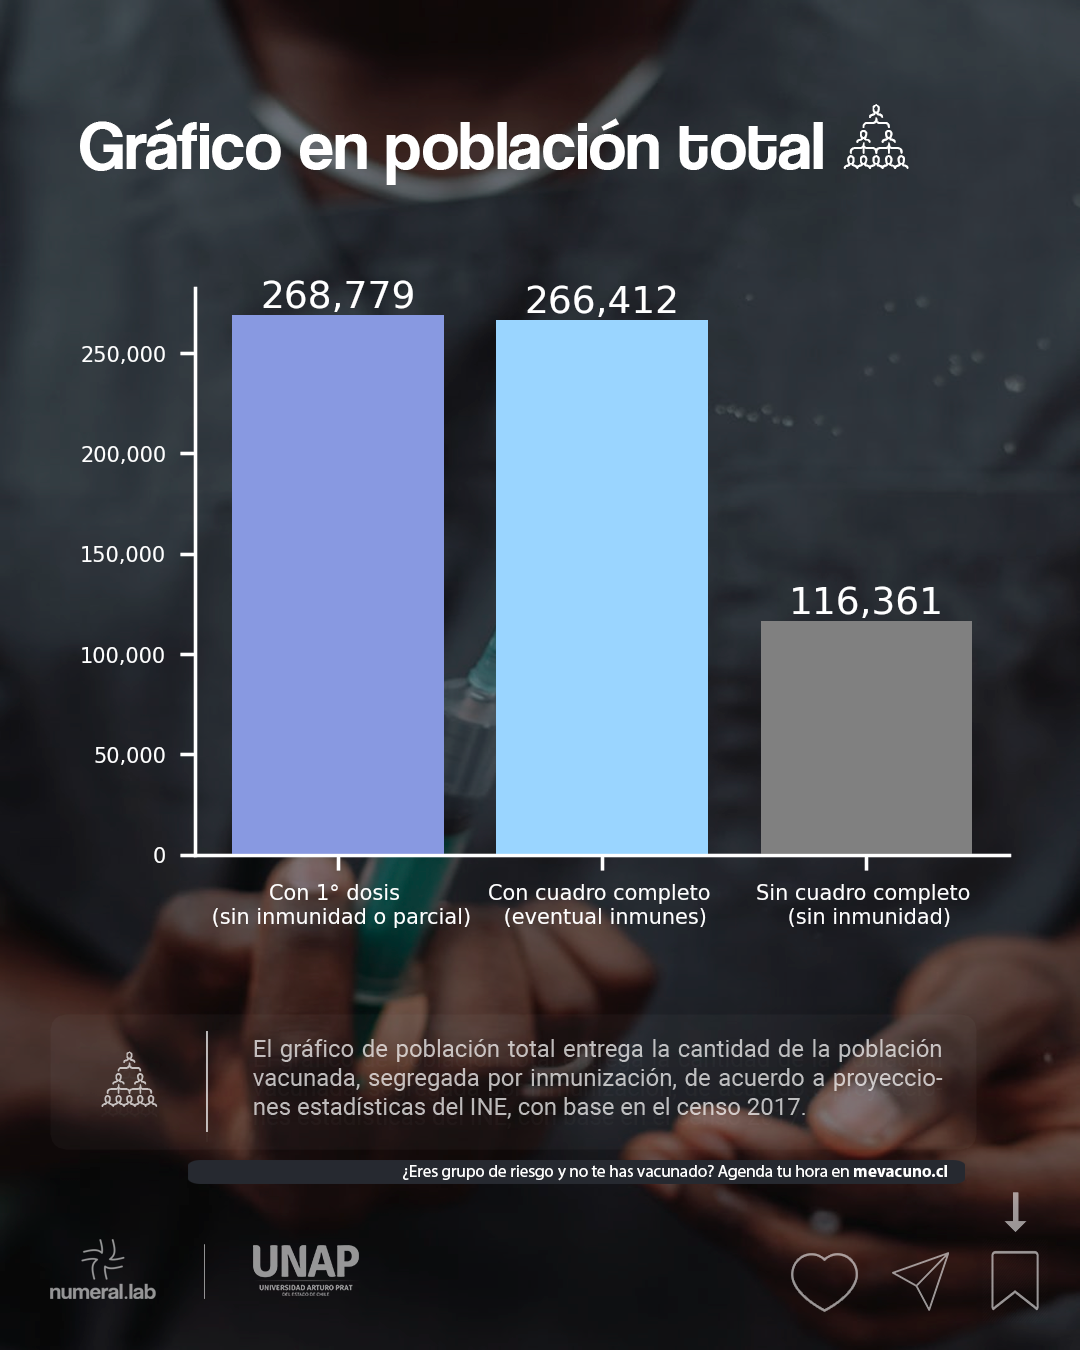 Gráfico en población total
268,779
266,412
116,361
250,000
200,000
150,000
100,000
50,000
0
Con 1° dosis
(sin inmunidad o parcial)
Con cuadro completo
(eventual inmunes)
Sin cuadro completo
(sin inmunidad)
El gráfico de población total entrega la cantidad de la población
vacunada, segregada por inmunización, de acuerdo a proyeccio-
nes estadísticas del INE, con base en el censo 2017.
¿Eres grupo de riesgo y no te has vacunado? Agenda tu hora en mevacuno.cl
numeral.lab
UNAP
UNIVERSIDAD ARTURO PRAT
DEL ESTADO DE CHILE